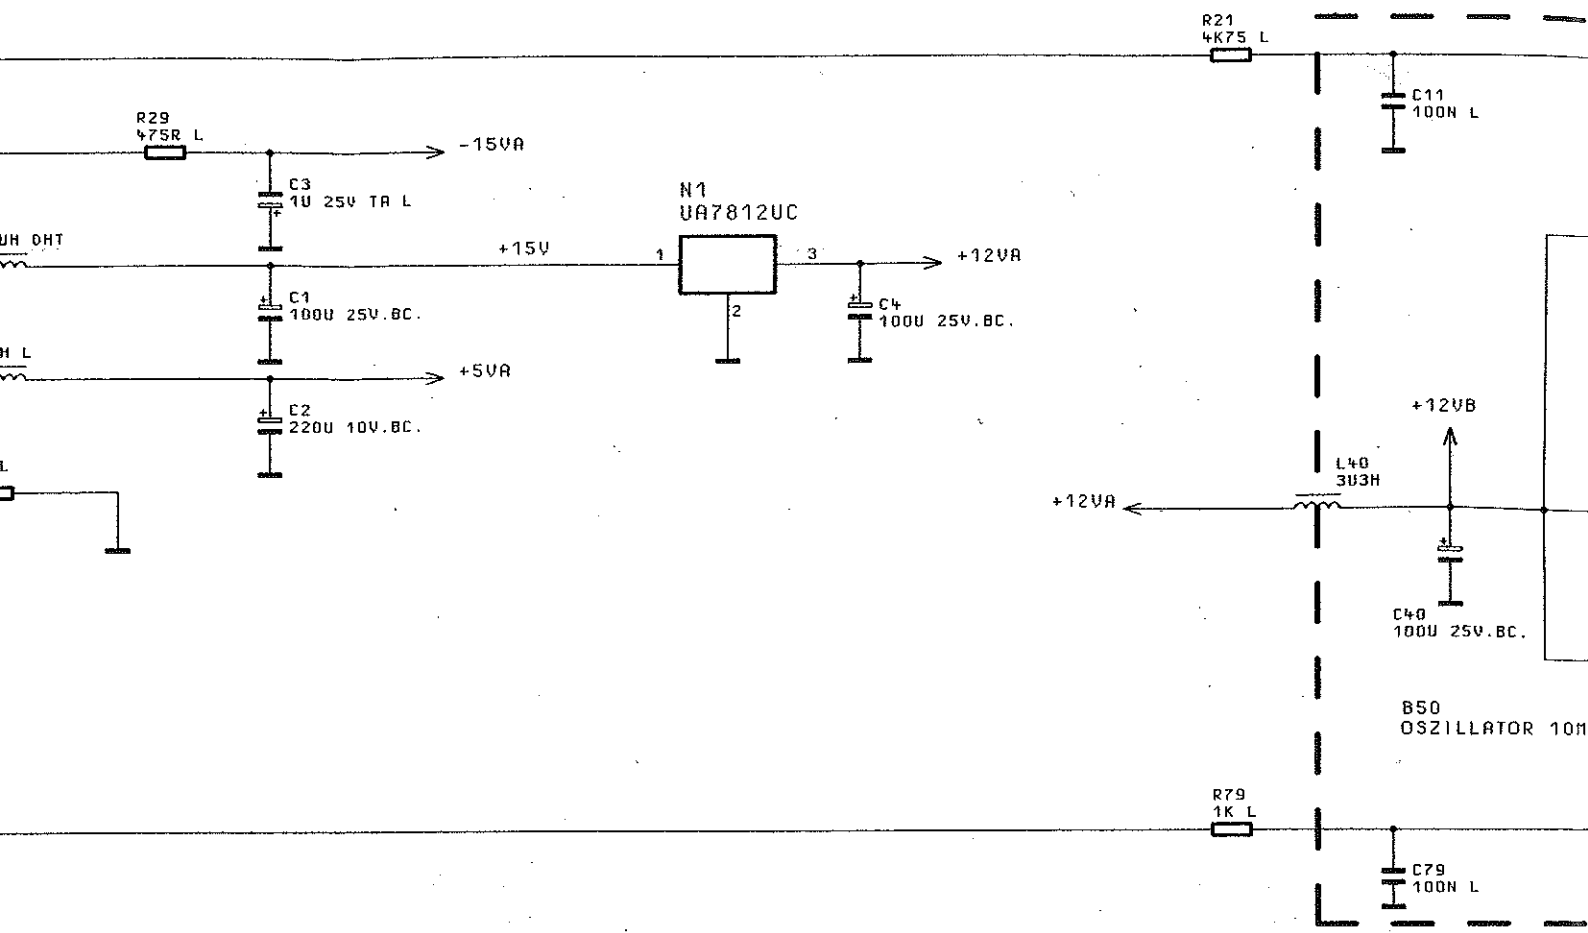 R21
4K75 L
C11
100N L
R29
475R L
-15VA
C3
1U 25V TA L
N1
UA7812UC
UH DHT
+15V
1
3
+12VA
2
C1
100U 25V.BC.
C4
100U 25V.BC.
H L
+5VA
C2
220U 10V.BC.
+12VB
L
L40
3U3H
+12VA
C40
100U 25V.BC.
B50
OSZILLATOR 10M
R79
1K L
C79
100N L